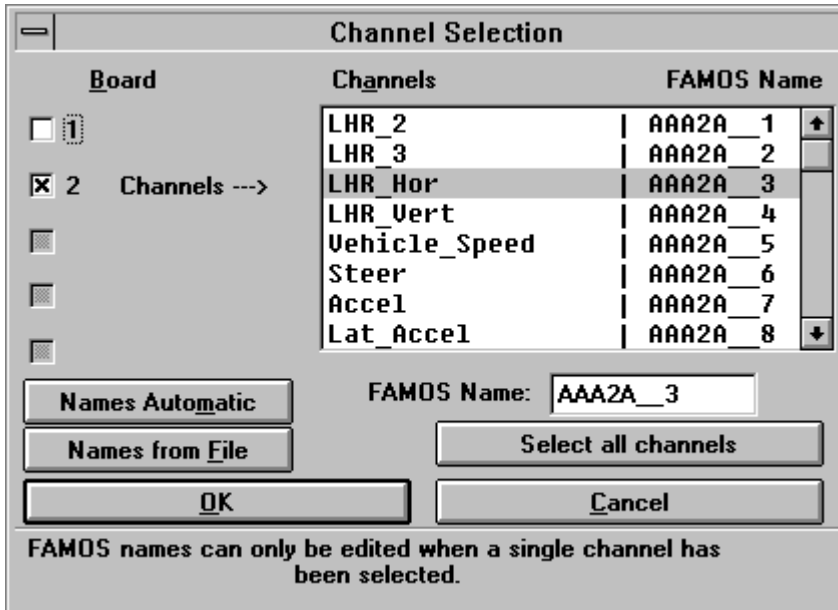 Channel Selection
Board
Channels FAMOS Name
1
2 Channels --->
LHR_2 | AAA2A__1
LHR_3 | AAA2A__2
LHR_Hor | AAA2A__3
LHR_Vert | AAA2A__4
Vehicle_Speed | AAA2A__5
Steer | AAA2A__6
Accel | AAA2A__7
Lat_Accel | AAA2A__8
Names Automatic
FAMOS Name: AAA2A__3
Names from File
Select all channels
OK
Cancel
FAMOS names can only be edited when a single channel has
been selected.